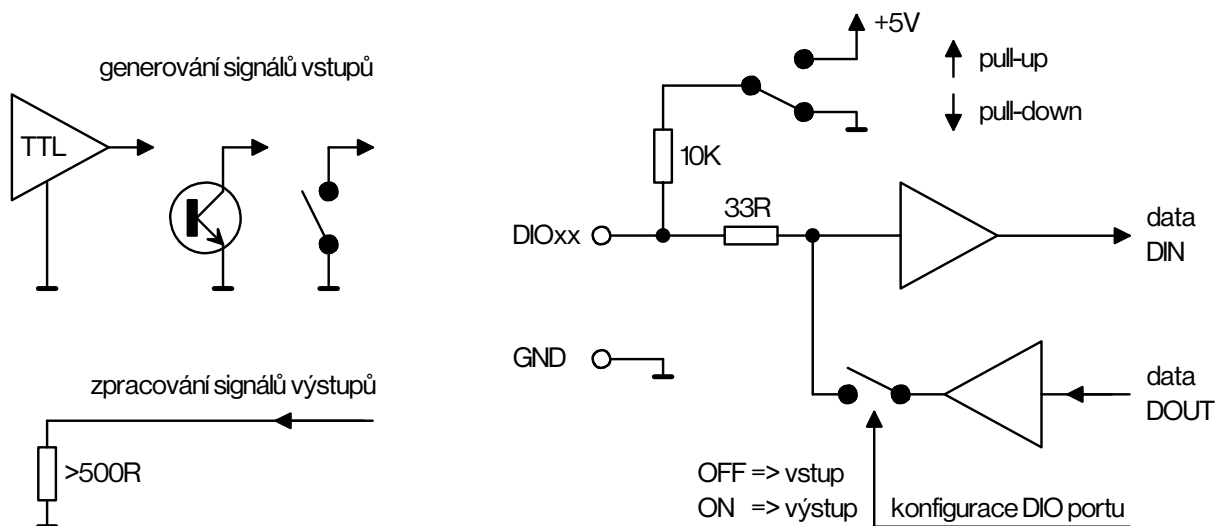 generování signálů vstupů
TTL
zpracování signálů výstupů
>500R
+5V
pull-up
pull-down
10K
33R
DIOxx
data
DIN
GND
data
DOUT
OFF => vstup
ON => výstup
konfigurace DIO portu